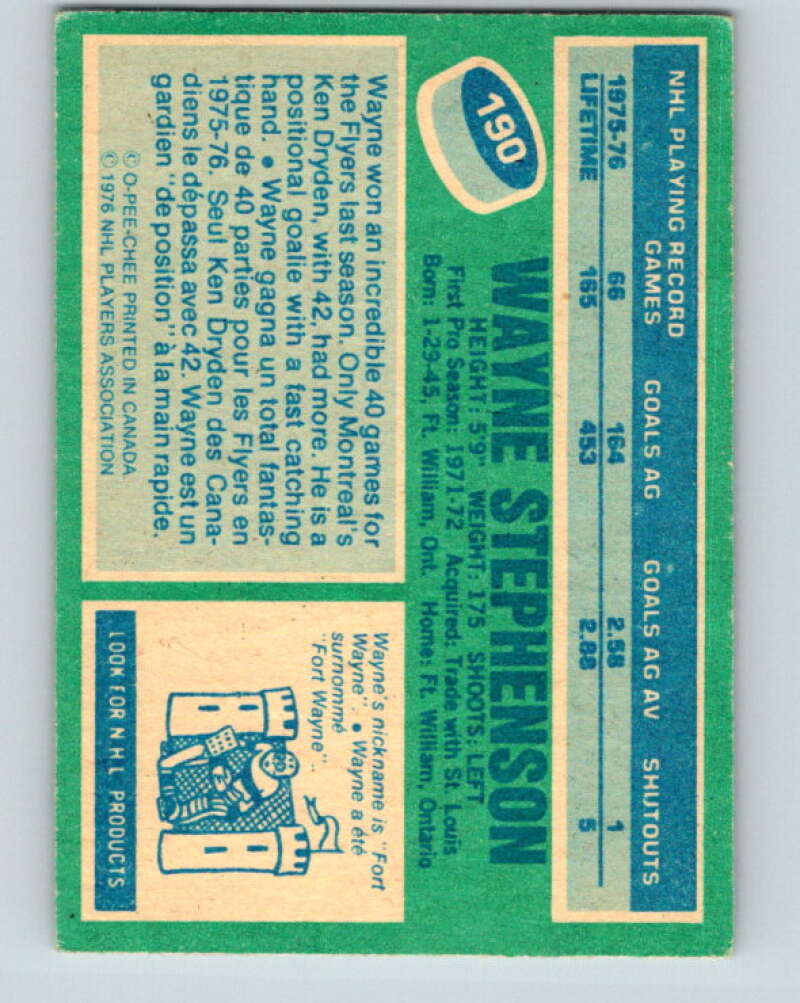 NHL PLAYING RECORD
GAMES GOALS AG GOALS AG AV SHUTOUTS
1975-76 66 164 2.58 1
LIFETIME 165 453 2.88 5
190
WAYNE STEPHENSON
HEIGHT: 5'9" WEIGHT: 175 SHOOTS: LEFT
First Pro Season: 1971-72 Acquired: Trade with St. Louis
Born: 1-29-45, Ft. William, Ont. Home: Ft. William, Ontario
Wayne won an incredible 40 games for
the Flyers last season. Only Montreal's
Ken Dryden, with 42, had more. He is a
positional goalie with a fast catching
hand. • Wayne gagna un total fantas-
tique de 40 parties pour les Flyers en
1975-76. Seul Ken Dryden des Cana-
diens le dépassa avec 42. Wayne est un
gardien "de position" à la main rapide.
© O-PEE-CHEE PRINTED IN CANADA
© 1976 NHL PLAYERS ASSOCIATION
Wayne's nickname is "Fort
Wayne". • Wayne a été
surnommé
"Fort Wayne".
LOOK FOR NHL PRODUCTS